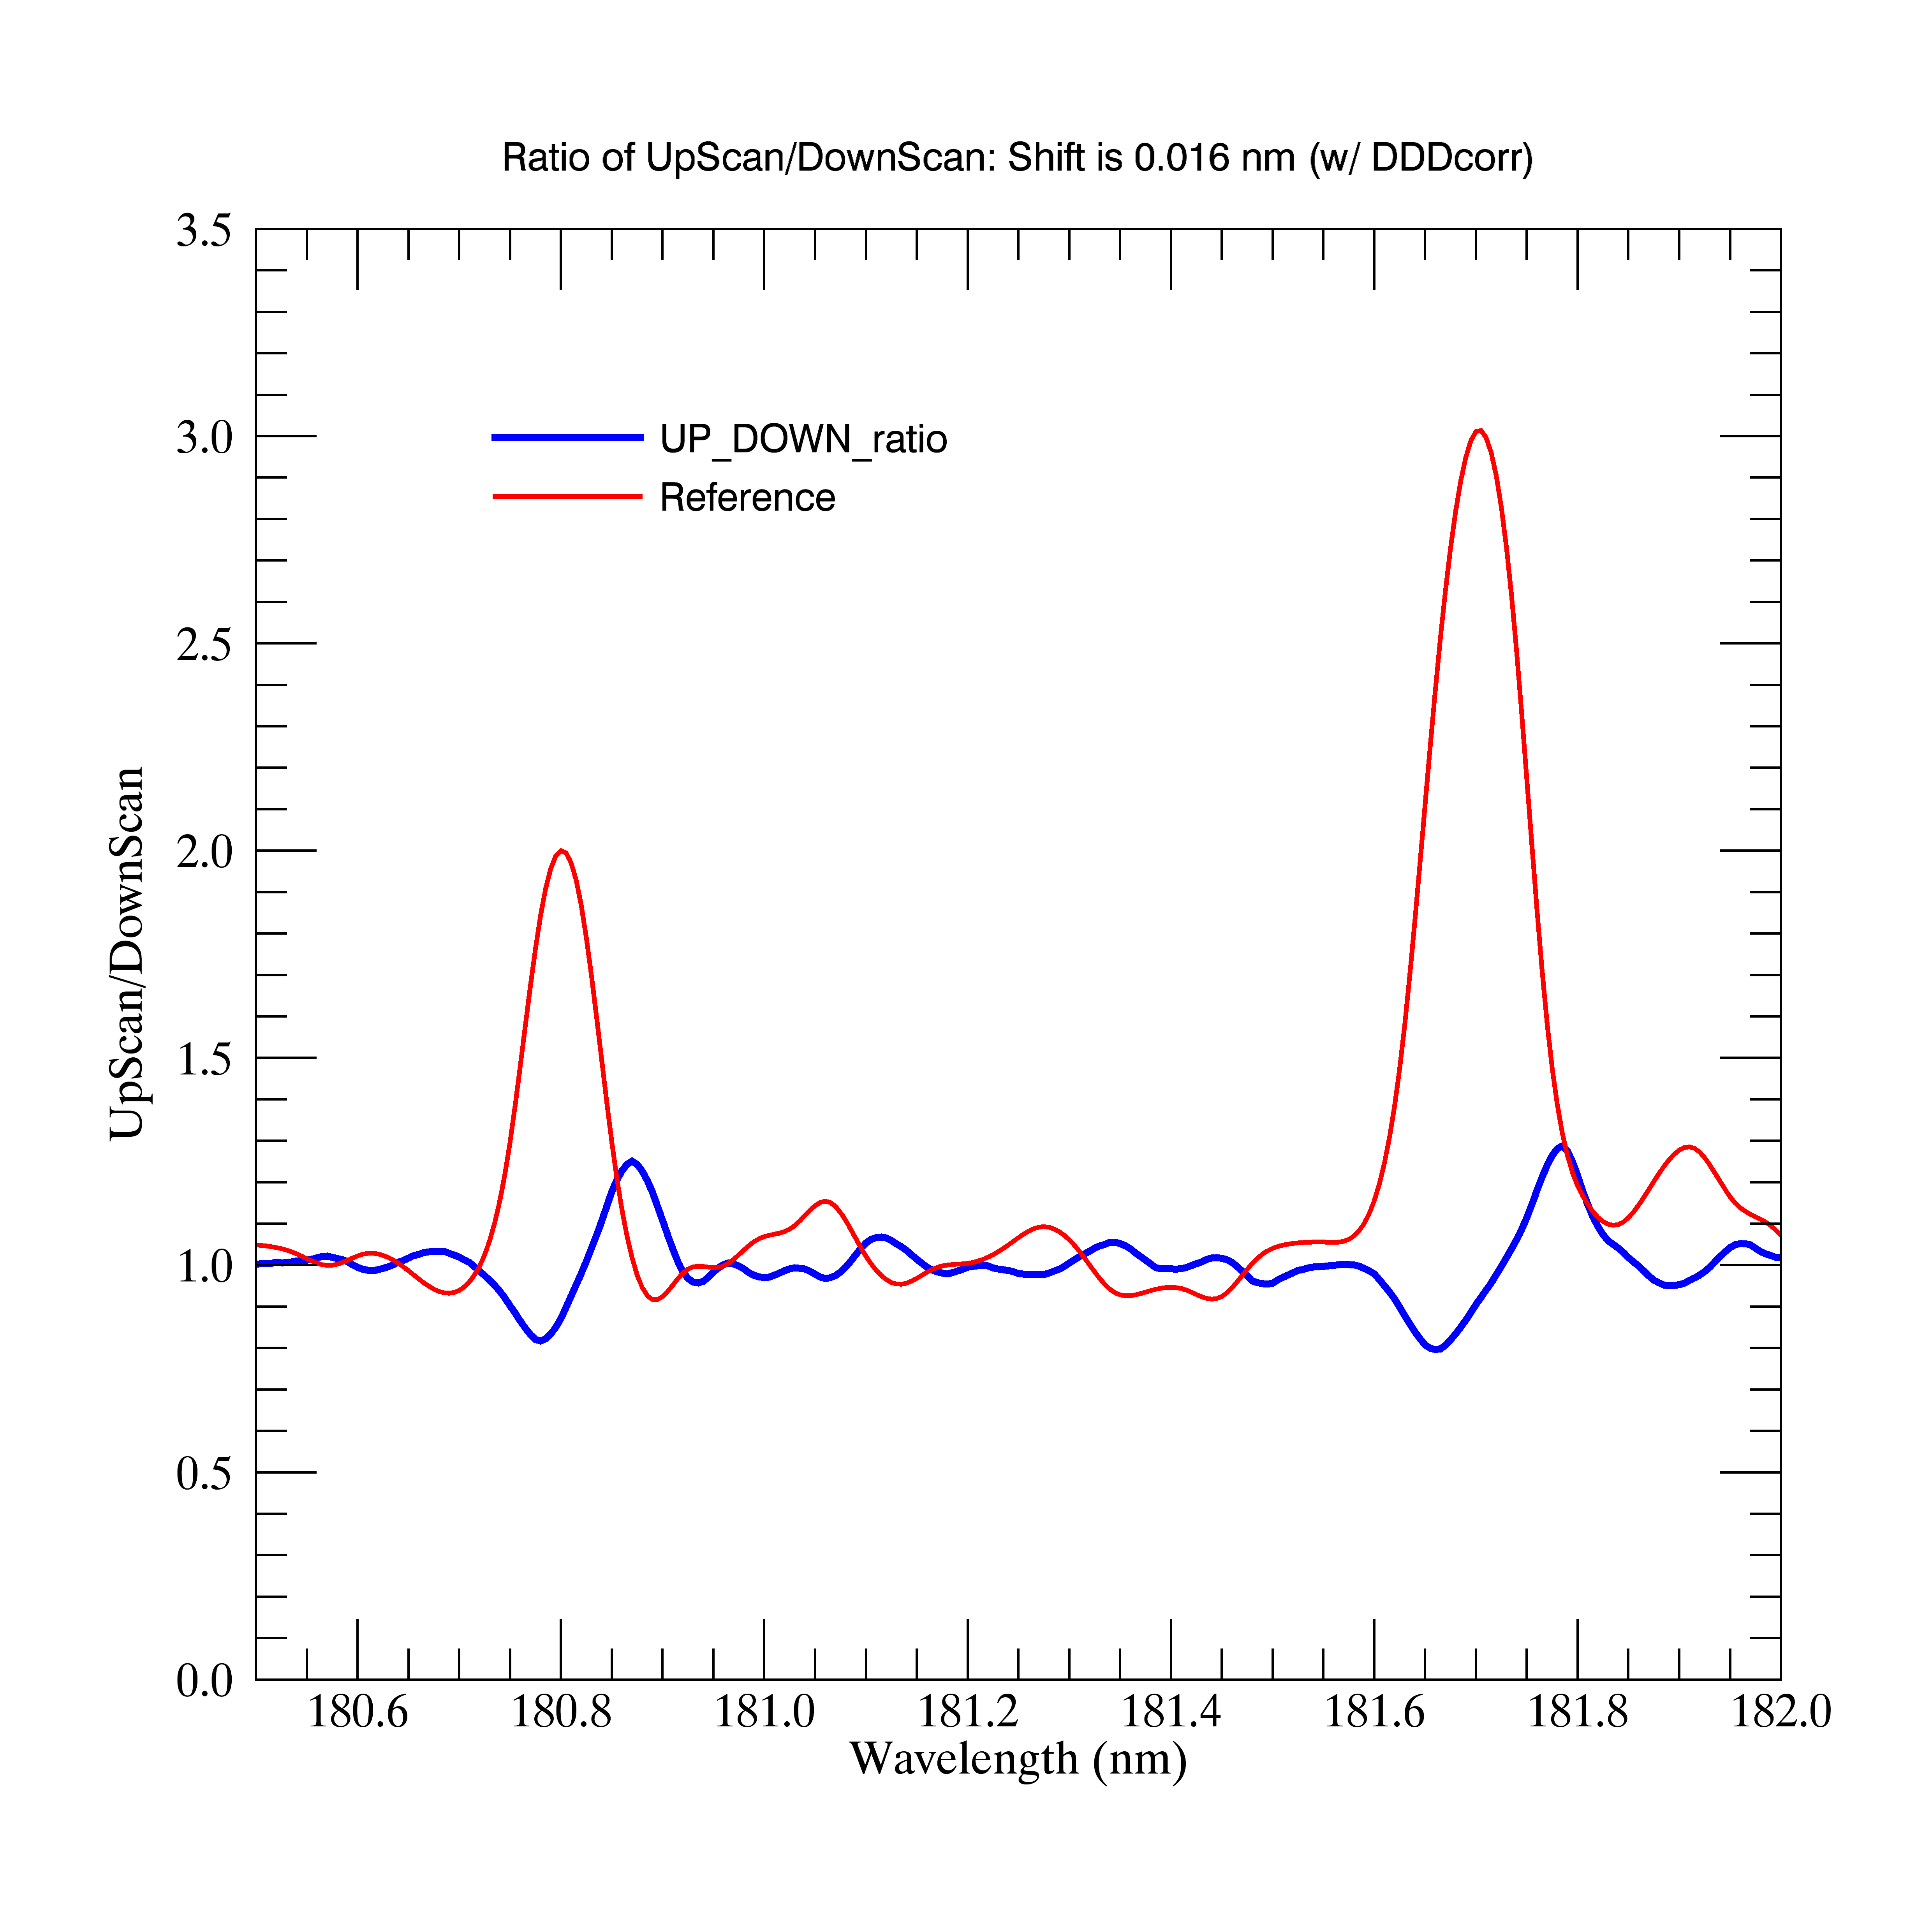 Ratio of UpScan/DownScan: Shift is 0.016 nm (w/ DDDcorr)
3.5
3.0
2.5
2.0
1.5
1.0
0.5
0.0
UpScan/DownScan
UP_DOWN_ratio
Reference
180.6 180.8 181.0 181.2 181.4 181.6 181.8 182.0
Wavelength (nm)